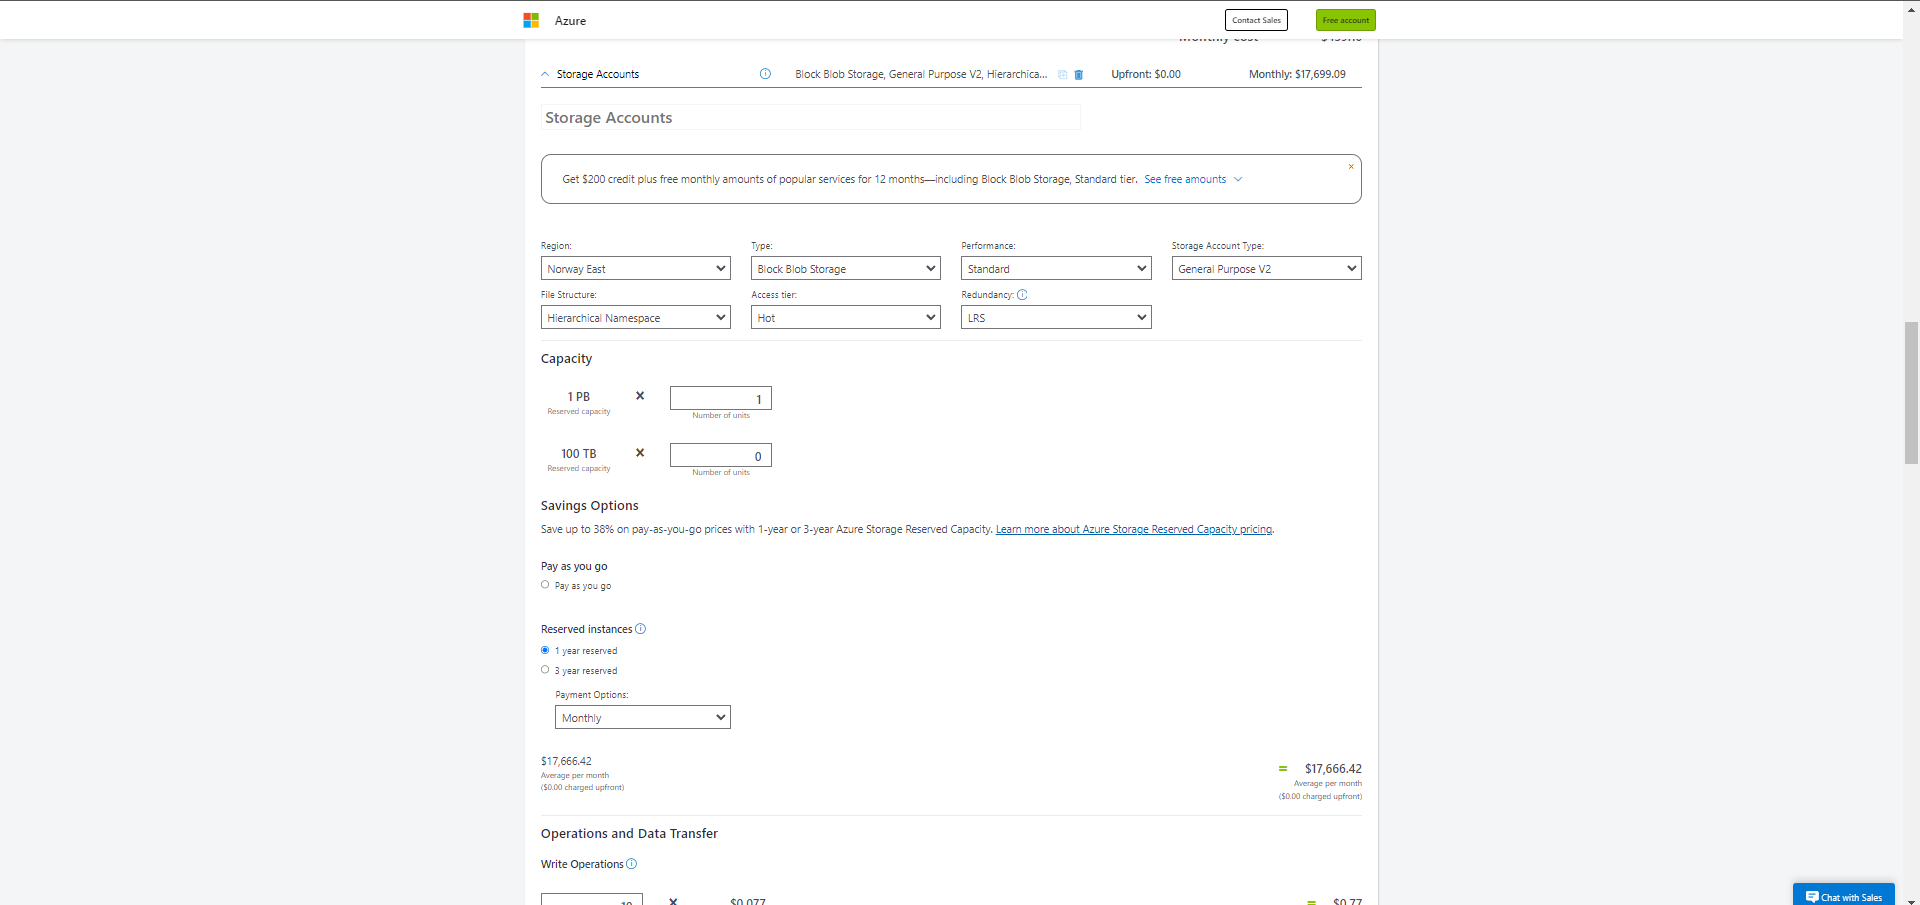 Azure
Contact Sales
Free account
Monthly cost
Storage Accounts
Block Blob Storage, General Purpose V2, Hierarchica...
Upfront: $0.00
Monthly: $17,699.09
Storage Accounts
Get $200 credit plus free monthly amounts of popular services for 12 months—including Block Blob Storage, Standard tier. See free amounts
×
Region:
Type:
Performance:
Storage Account Type:
Norway East
Block Blob Storage
Standard
General Purpose V2
File Structure:
Access tier:
Redundancy:
Hierarchical Namespace
Hot
LRS
Capacity
1 PB
Reserved capacity
×
1
Number of units
100 TB
Reserved capacity
×
0
Number of units
Savings Options
Save up to 38% on pay-as-you-go prices with 1-year or 3-year Azure Storage Reserved Capacity. Learn more about Azure Storage Reserved Capacity pricing.
Pay as you go
Pay as you go
Reserved instances
1 year reserved
3 year reserved
Payment Options:
Monthly
$17,666.42
Average per month
($0.00 charged upfront)
= $17,666.42
Average per month
($0.00 charged upfront)
Operations and Data Transfer
Write Operations
10
×
$0.077
= $0.77
Chat with Sales